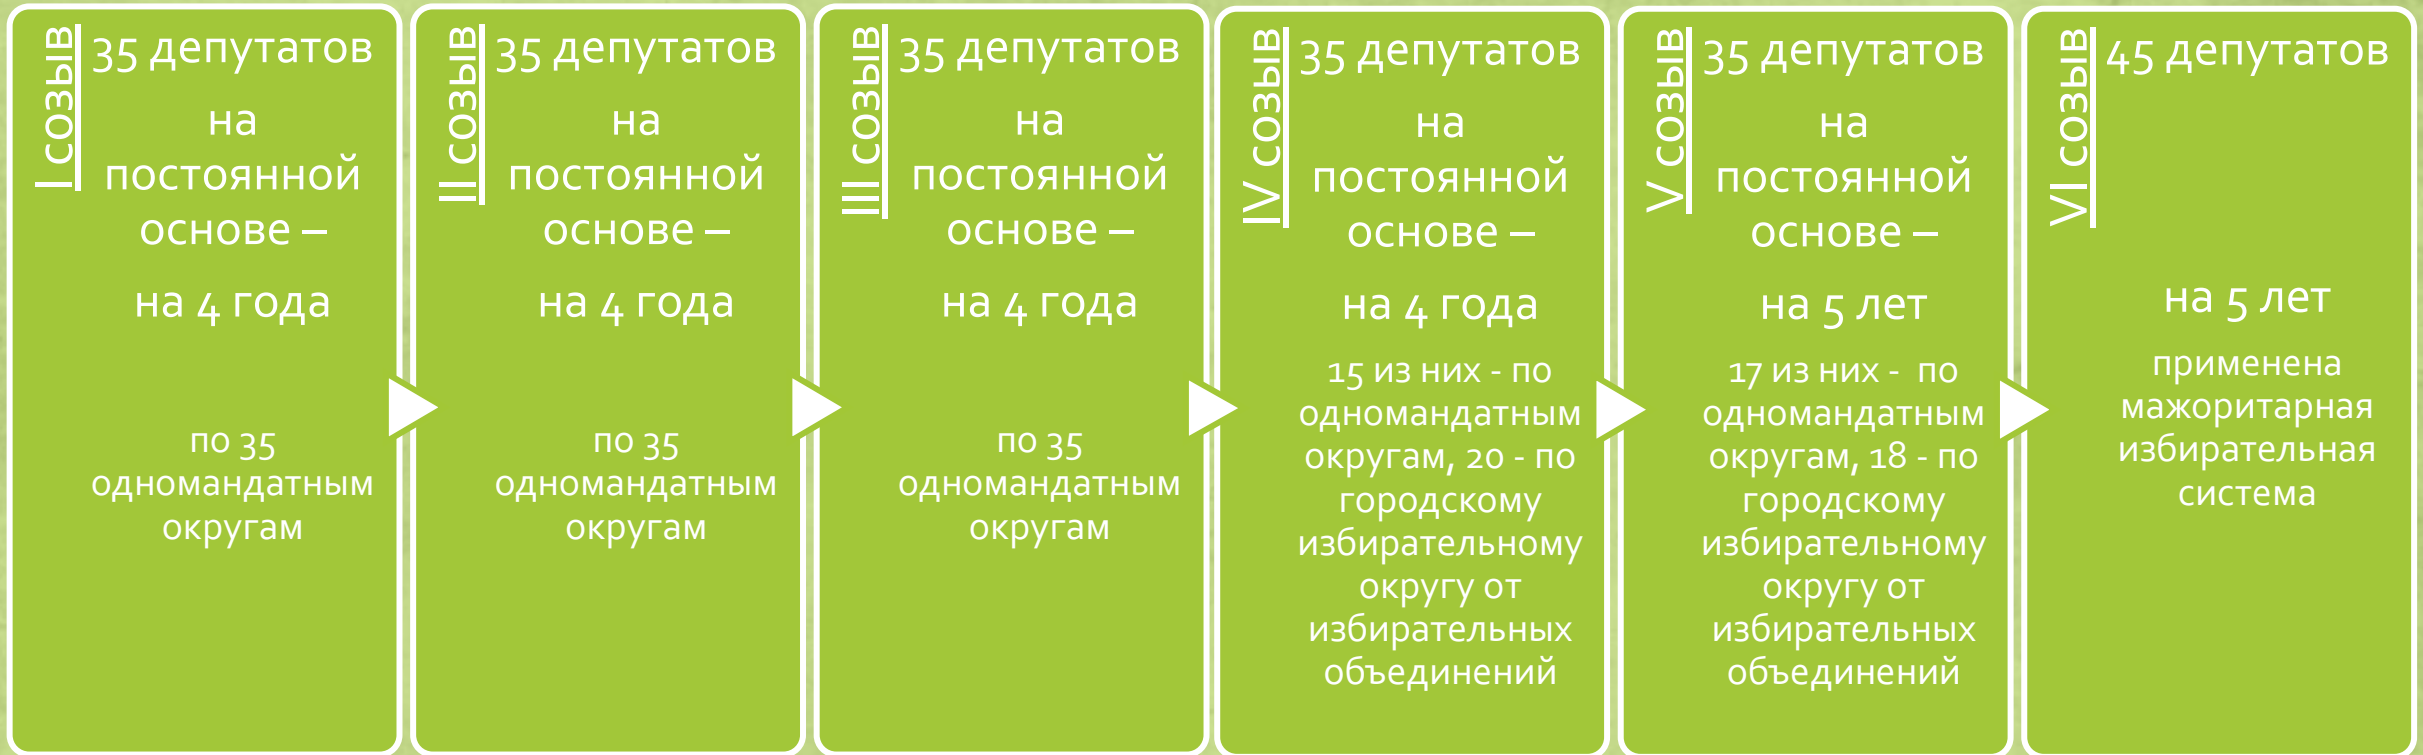 I созыв
35 депутатов
на
постоянной
основе –
на 4 года
по 35
одномандатным
округам
II созыв
35 депутатов
на
постоянной
основе –
на 4 года
по 35
одномандатным
округам
III созыв
35 депутатов
на
постоянной
основе –
на 4 года
по 35
одномандатным
округам
IV созыв
35 депутатов
на
постоянной
основе –
на 4 года
15 из них - по
одномандатным
округам, 20 - по
городскому
избирательному
округу от
избирательных
объединений
V созыв
35 депутатов
на
постоянной
основе –
на 5 лет
17 из них - по
одномандатным
округам, 18 - по
городскому
избирательному
округу от
избирательных
объединений
VI созыв
45 депутатов
на 5 лет
применена
мажоритарная
избирательная
система